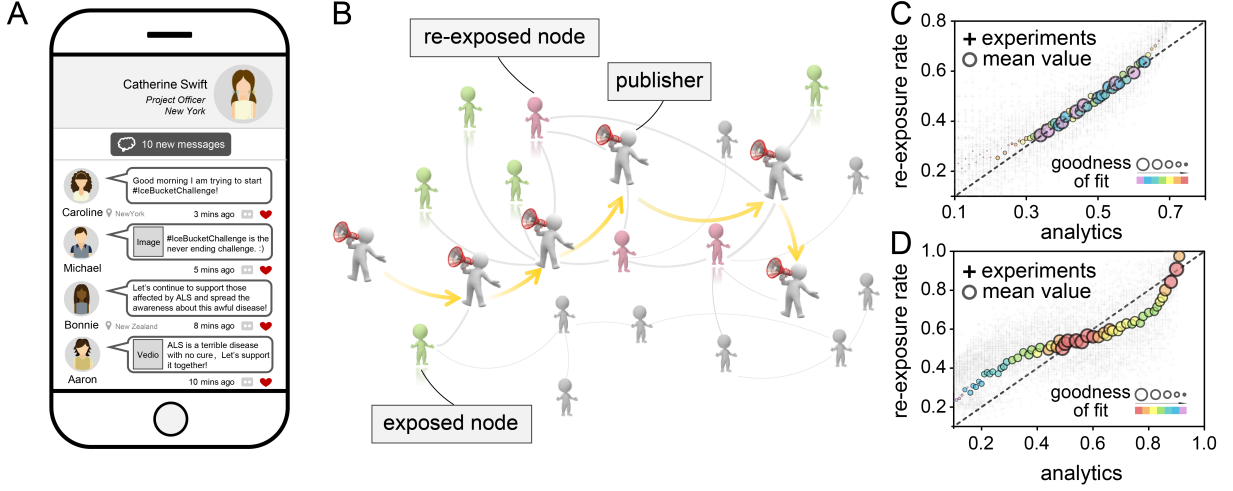 A
Catherine Swift
Project Officer
New York
10 new messages
Good morning I am trying to start
#IceBucketChallenge!
Caroline NewYork 3 mins ago
Image
#IceBucketChallenge is the
never ending challenge. :)
Michael
5 mins ago
Let's continue to support those
affected by ALS and spread the
awareness about this awful disease!
Bonnie New Zealand 8 mins ago
Vedio
ALS is a terrible disease
with no cure, Let's support
it together!
Aaron
10 mins ago
B
re-exposed node
publisher
exposed node
C
re-exposure rate
0.8
0.6
0.4
0.2
+ experiments
mean value
goodness
of fit
0.1 0.3 0.5 0.7
analytics
D
re-exposure rate
1.0
0.8
0.6
0.4
0.2
+ experiments
mean value
goodness
of fit
0.2 0.4 0.6 0.8 1.0
analytics